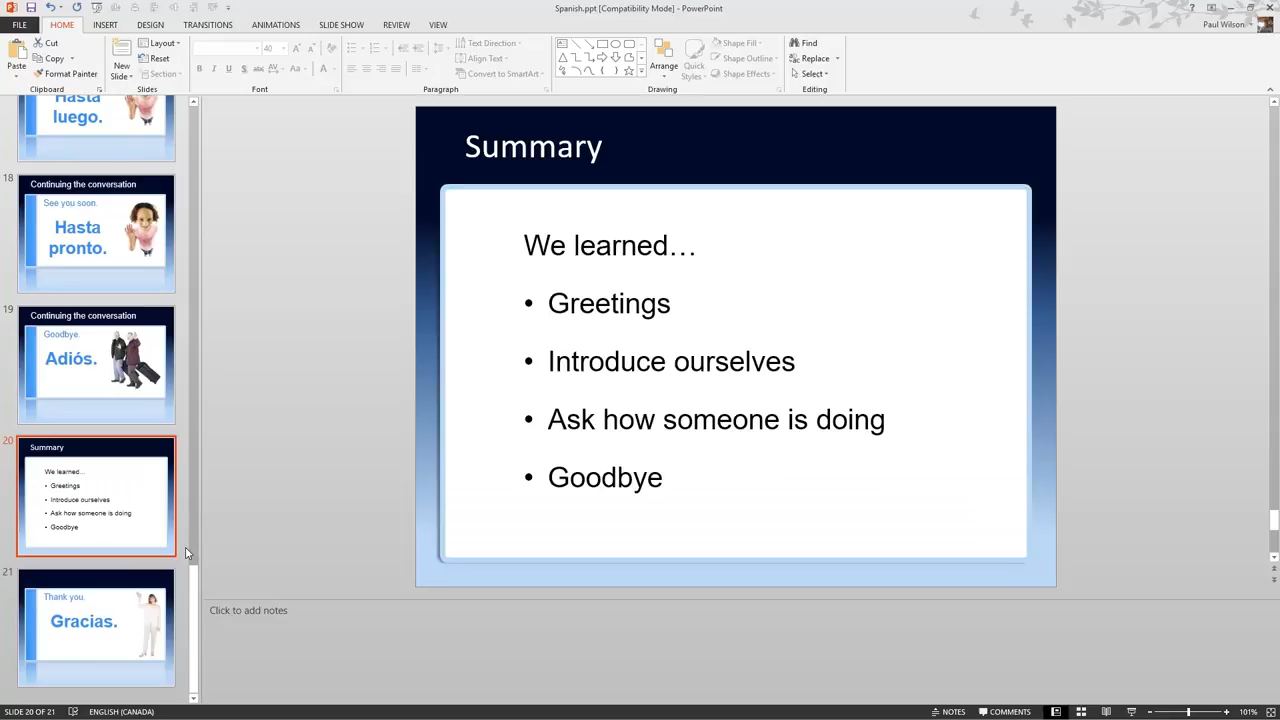 Spanish.ppt [Compatibility Mode] - PowerPoint
FILE HOME INSERT DESIGN TRANSITIONS ANIMATIONS SLIDE SHOW REVIEW VIEW
Paul Wilson
Paste
Cut
Copy
Format Painter
Clipboard
New
Slide
Layout
Reset
Section
Slides
40
B I U S abc AV Aa A
Font
Text Direction
Align Text
Convert to SmartArt
Paragraph
Arrange
Quick
Styles
Shape Fill
Shape Outline
Shape Effects
Drawing
Find
Replace
Select
Editing
Hasta
luego.
18
Continuing the conversation
See you soon.
Hasta
pronto.
19
Continuing the conversation
Goodbye.
Adiós.
20
Summary
We learned...
• Greetings
• Introduce ourselves
• Ask how someone is doing
• Goodbye
21
Thank you.
Gracias.
Summary
We learned…
• Greetings
• Introduce ourselves
• Ask how someone is doing
• Goodbye
Click to add notes
SLIDE 20 OF 21 ENGLISH (CANADA) NOTES COMMENTS 101%